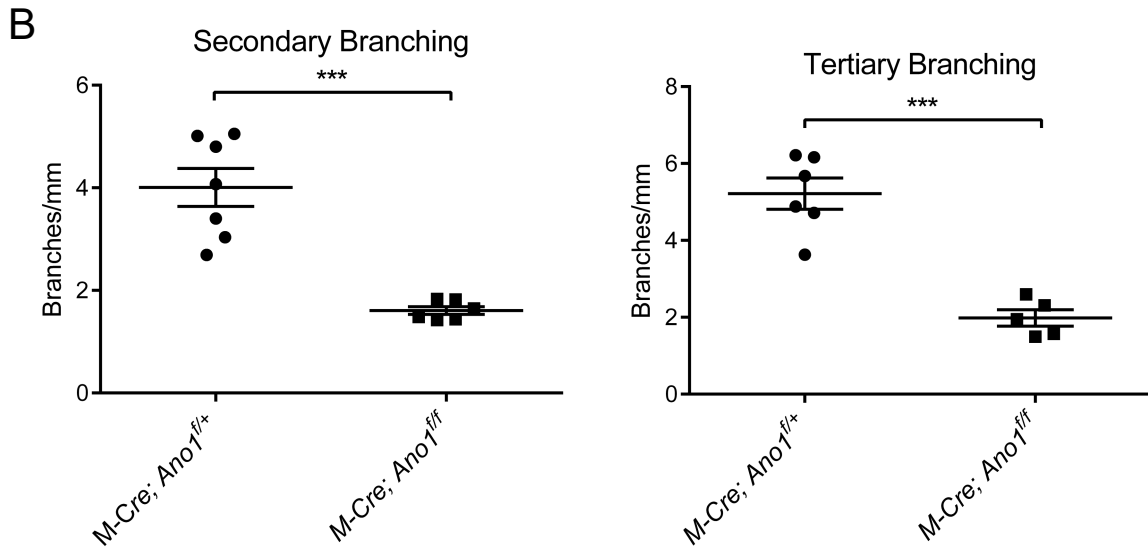 B
Secondary Branching
***
6
4
2
0
Branches/mm
M-Cre; Ano1f/+
M-Cre; Ano1f/f
Tertiary Branching
***
8
6
4
2
0
Branches/mm
M-Cre; Ano1f/+
M-Cre; Ano1f/f